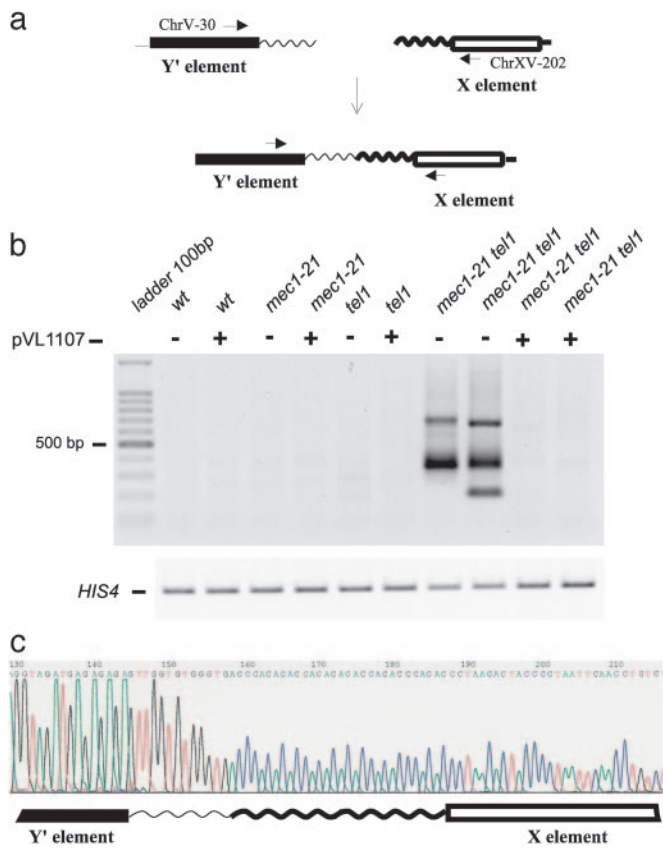 a
ChrV-30
Y' element
ChrXV-202
X element
Y' element
X element
b
ladder 100bp
wt
wt
mec1-21
mec1-21
tel1
tel1
mec1-21 tel1
mec1-21 tel1
mec1-21 tel1
mec1-21 tel1
pVL1107 – - + - + - + - - + +
500 bp –
HIS4 –
c
130 140 150 160 170 180 190 200 210
Y' element X element